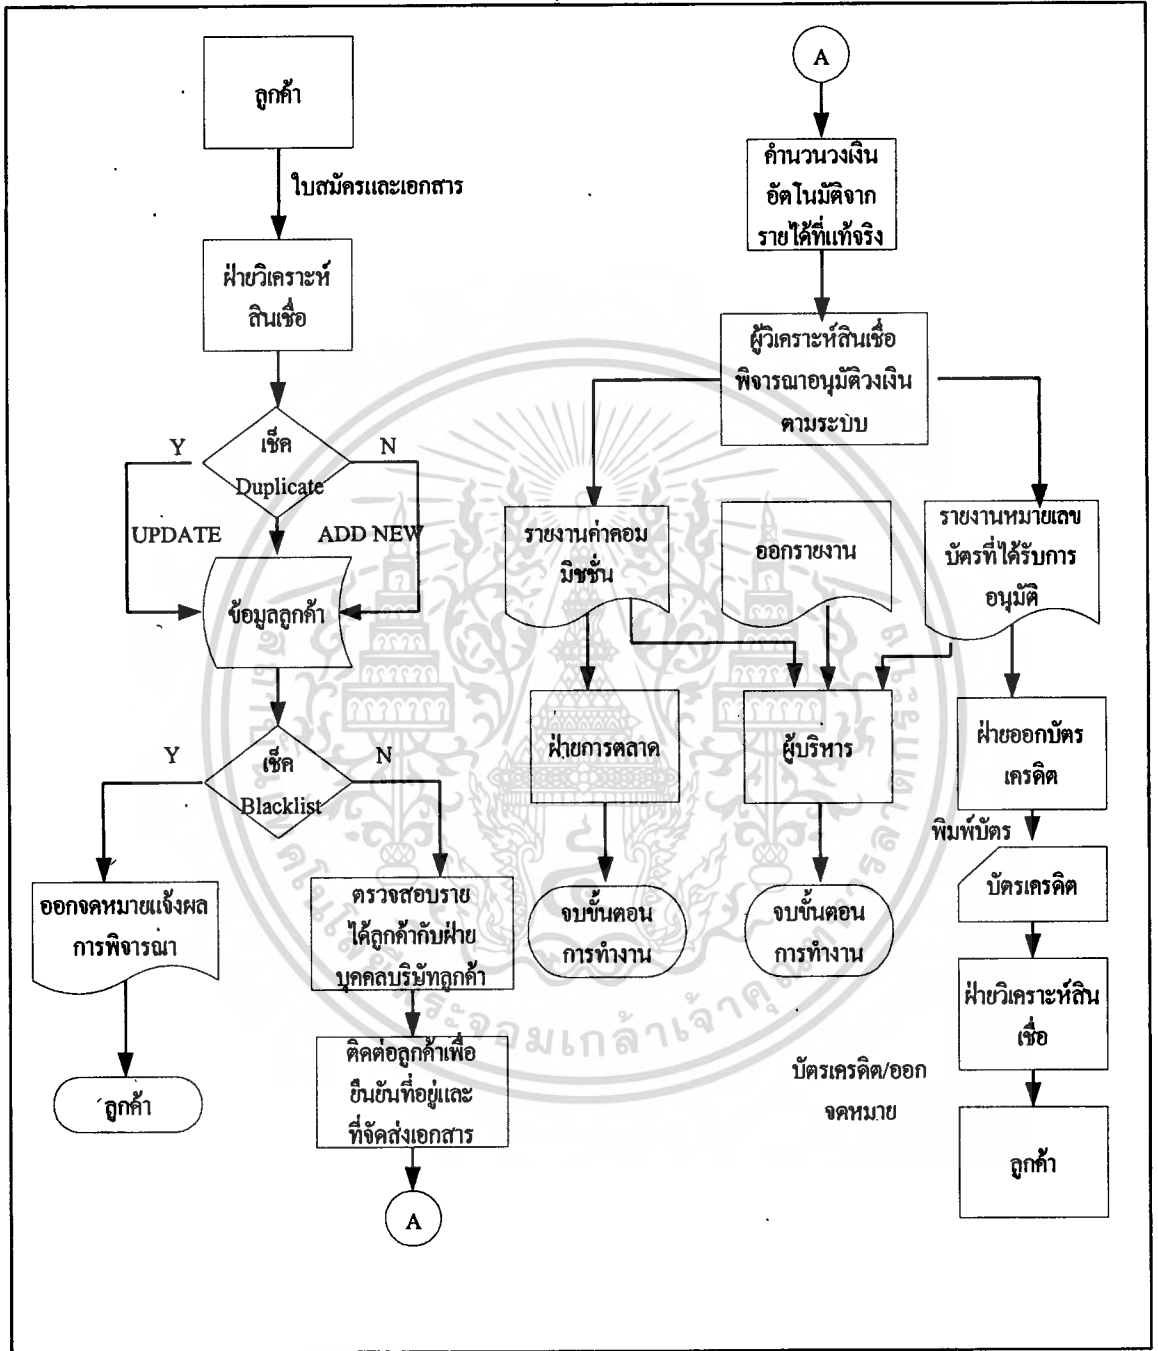 ลูกค้า
ใบสมัครและเอกสาร
ฝ่ายวิเคราะห์
สินเชื่อ
Y
เช็ค
N
Duplicate
UPDATE
ADD NEW
ข้อมูลลูกค้า
Y
เช็ค
N
Blacklist
ออกจดหมายแจ้งผล
การพิจารณา
ลูกค้า
ตรวจสอบราย
ได้ลูกค้ากับฝ่าย
บุคคลบริษัทลูกค้า
ติดต่อลูกค้าเพื่อ
ยืนยันที่อยู่และ
ที่จัดส่งเอกสาร
A
A
คำนวนวงเงิน
อัตโนมัติจาก
รายได้ที่แท้จริง
ผู้วิเคราะห์สินเชื่อ
พิจารณาอนุมัติวงเงิน
ตามระบบ
รายงานค่าคอม
มิชชั่น
ออกรายงาน
รายงานหมายเลข
บัตรที่ได้รับการ
อนุมัติ
ฝ่ายการตลาด
ผู้บริหาร
ฝ่ายออกบัตร
เครดิต
พิมพ์บัตร
บัตรเครดิต
จบขั้นตอน
การทำงาน
จบขั้นตอน
การทำงาน
ฝ่ายวิเคราะห์สิน
เชื่อ
บัตรเครดิต/ออก
จดหมาย
ลูกค้า